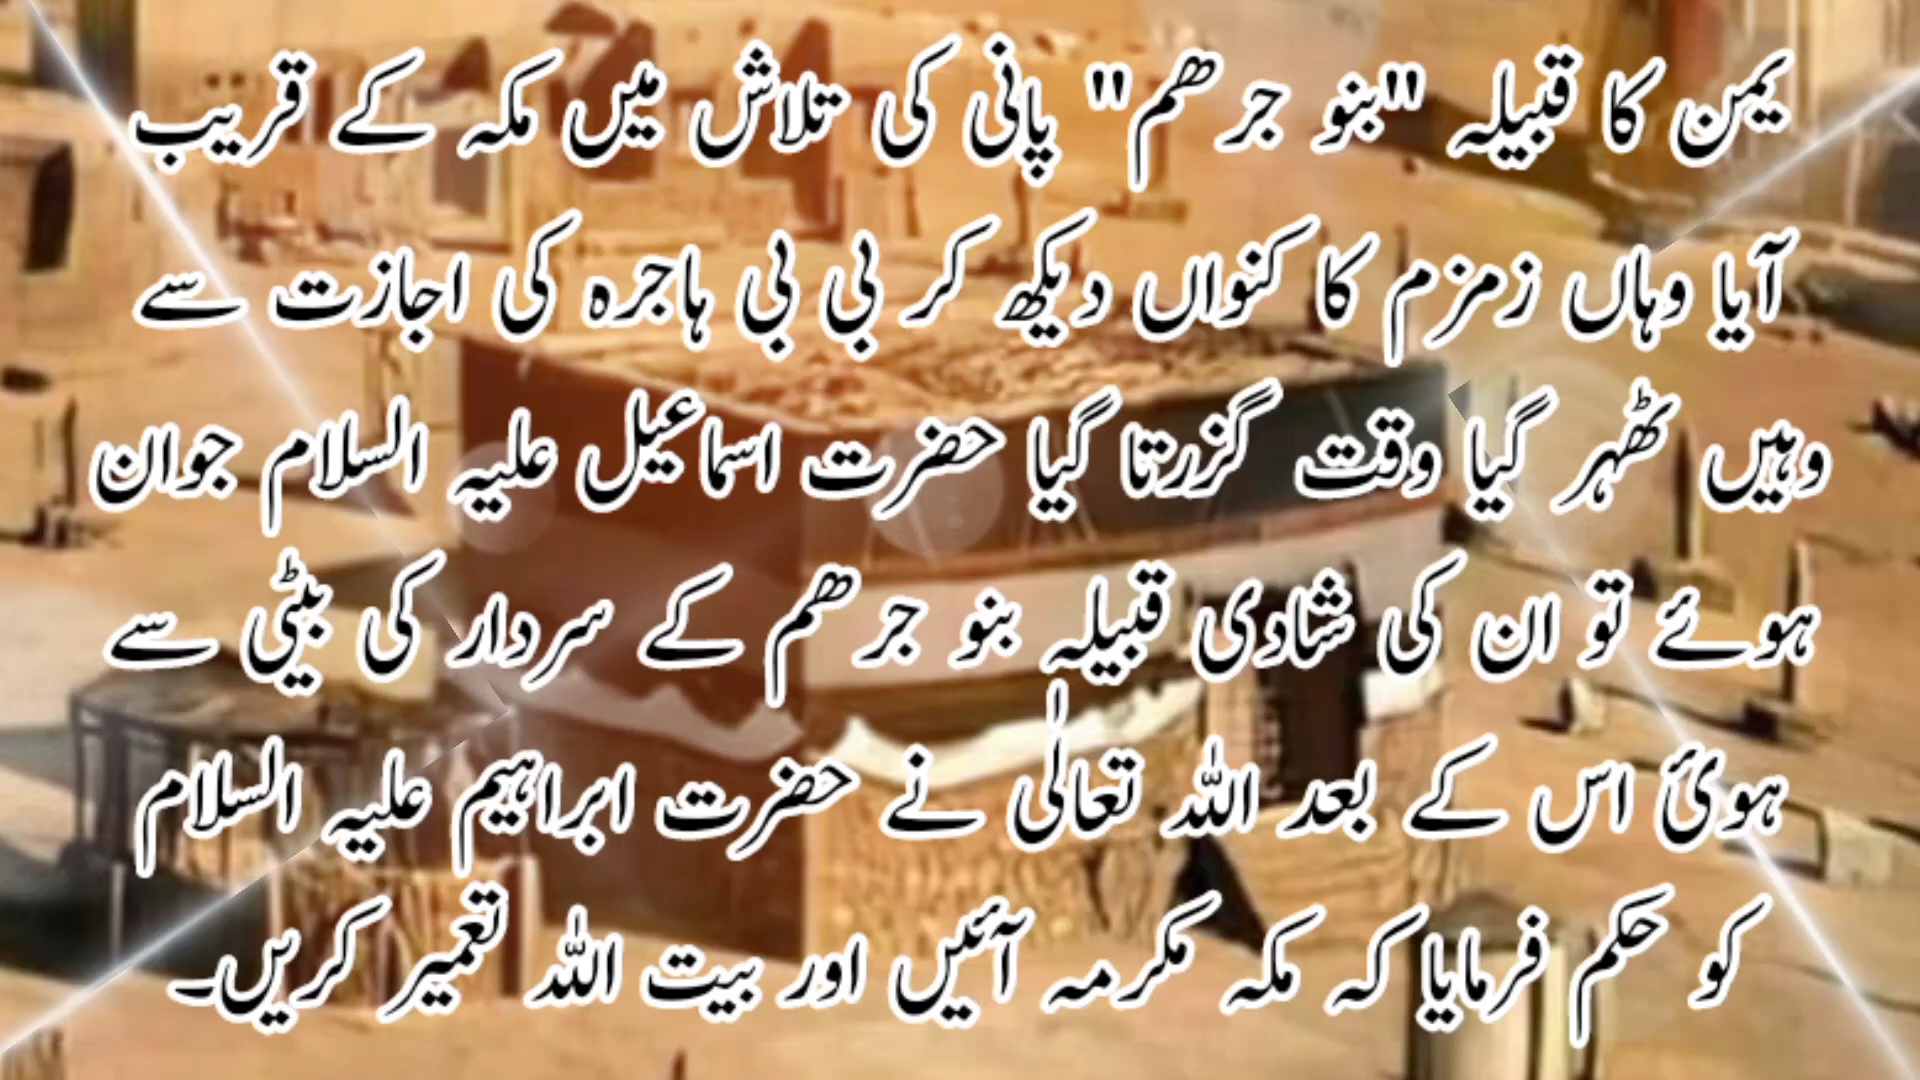 یمن کا قبیلہ "بنو جرھم" پانی کی تلاش میں مکہ کے قریب
آیا وہاں زمزم کا کنواں دیکھ کر بی بی ہاجرہ کی اجازت سے
وہیں ٹھہر گیا وقت گزرتا گیا حضرت اسماعیل علیہ السلام جوان
ہوئے تو ان کی شادی قبیلہ بنو جرھم کے سردار کی بیٹی سے
ہوئ اس کے بعد اللہ تعالٰی نے حضرت ابراہیم علیہ السلام
کو حکم فرمایا کہ مکہ مکرمہ آئیں اور بیت اللہ تعمیر کریں۔